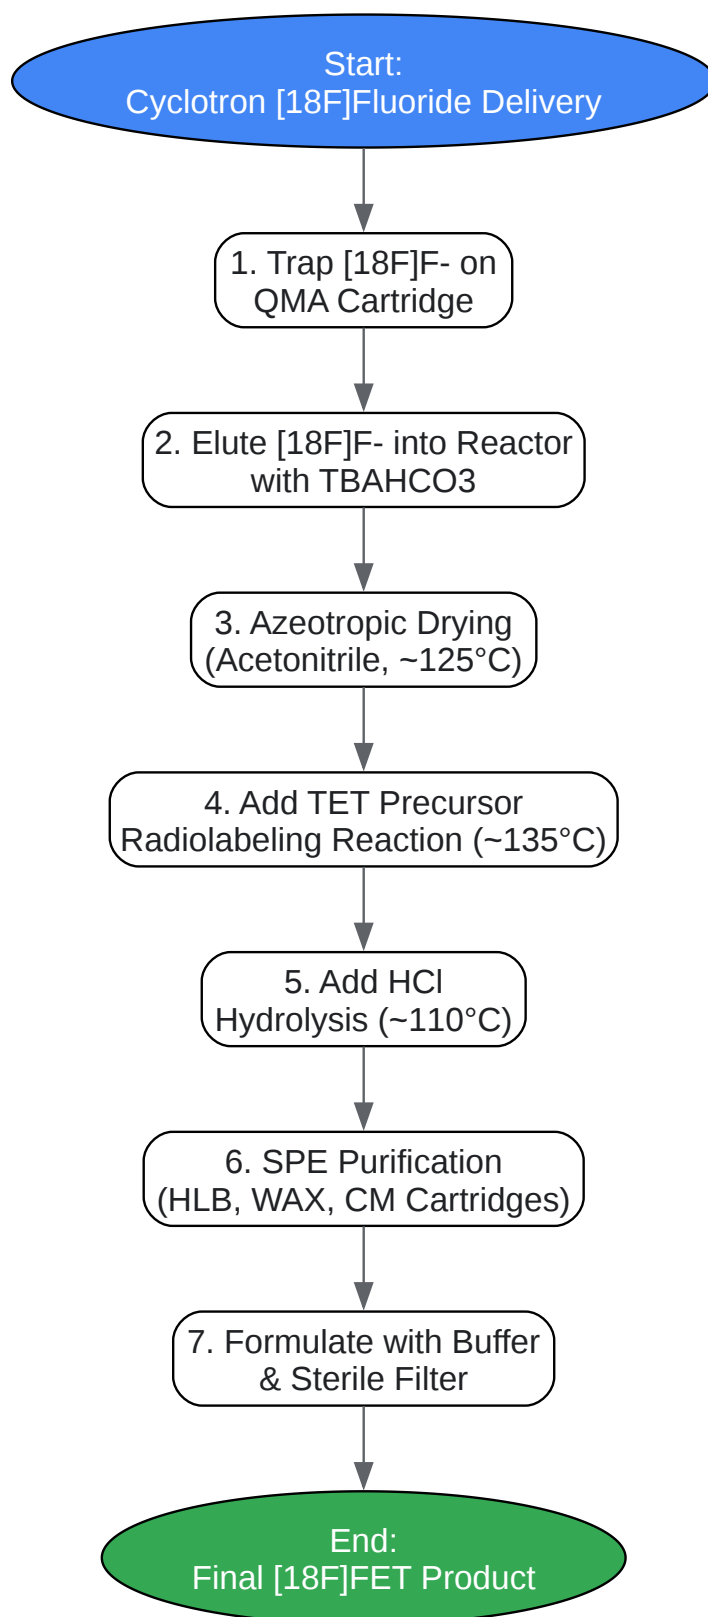 Start:
Cyclotron [18F]Fluoride Delivery
1. Trap [18F]F- on
QMA Cartridge
2. Elute [18F]F- into Reactor
with TBAHCO3
3. Azeotropic Drying
(Acetonitrile, ~125°C)
4. Add TET Precursor
Radiolabeling Reaction (~135°C)
5. Add HCl
Hydrolysis (~110°C)
6. SPE Purification
(HLB, WAX, CM Cartridges)
7. Formulate with Buffer
& Sterile Filter
End:
Final [18F]FET Product